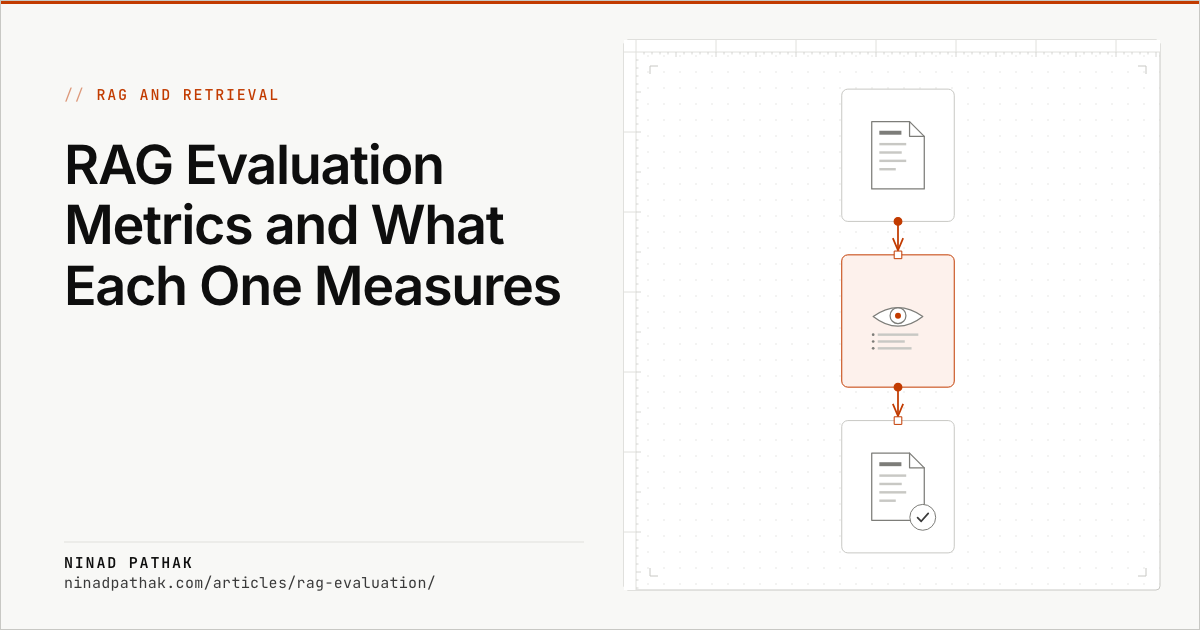 // RAG AND RETRIEVAL
RAG Evaluation
Metrics and What
Each One Measures
NINAD PATHAK
ninadpathak.com/articles/rag-evaluation/